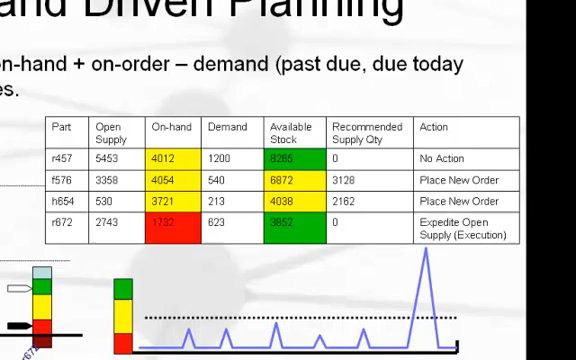 and Driven Planning
on-hand + on-order – demand (past due, due today
es.
Part Open Supply On-hand Demand Available Stock Recommended Supply Qty Action
r457 5453 4012 1200 8265 0 No Action
f576 3358 4054 540 6872 3128 Place New Order
h654 530 3721 213 4038 2162 Place New Order
r672 2743 1732 623 3852 0 Expedite Open Supply (Execution)
r672